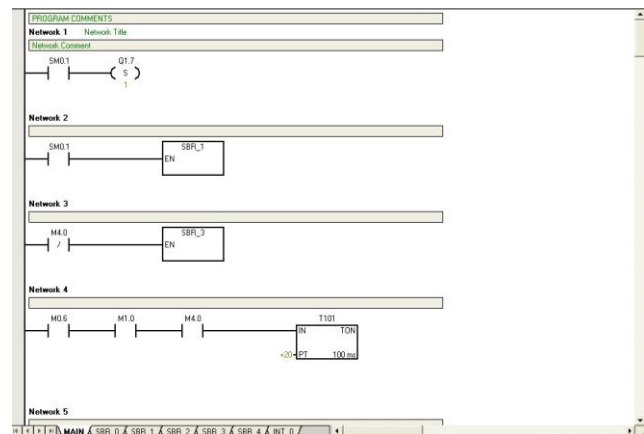 PROGRAM COMMENTS
Network 1 Network Title
Network Comment
SM0.1 Q1.7
S
1
Network 2
SM0.1 SBR_1
EN
Network 3
M4.0 SBR_3
/ EN
Network 4
M0.6 M1.0 M4.0 T101
IN TON
+20 PT 100 ms
Network 5
MAIN SBR_0 SBR_1 SBR_2 SBR_3 SBR_4 INT_0